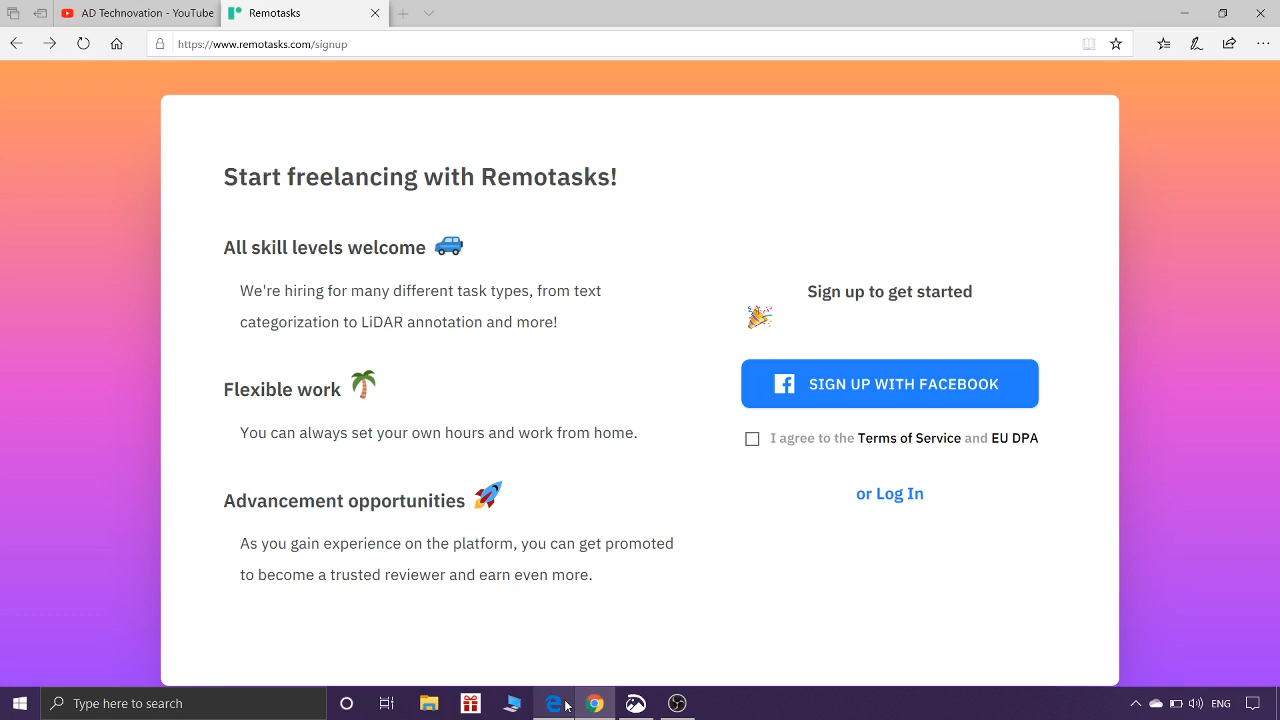 AD Technovation - YouTube
Remotasks
https://www.remotasks.com/signup
Start freelancing with Remotasks!
All skill levels welcome
We're hiring for many different task types, from text
categorization to LiDAR annotation and more!
Flexible work
You can always set your own hours and work from home.
Advancement opportunities
As you gain experience on the platform, you can get promoted
to become a trusted reviewer and earn even more.
Sign up to get started
SIGN UP WITH FACEBOOK
I agree to the Terms of Service and EU DPA
or Log In
Type here to search
ENG